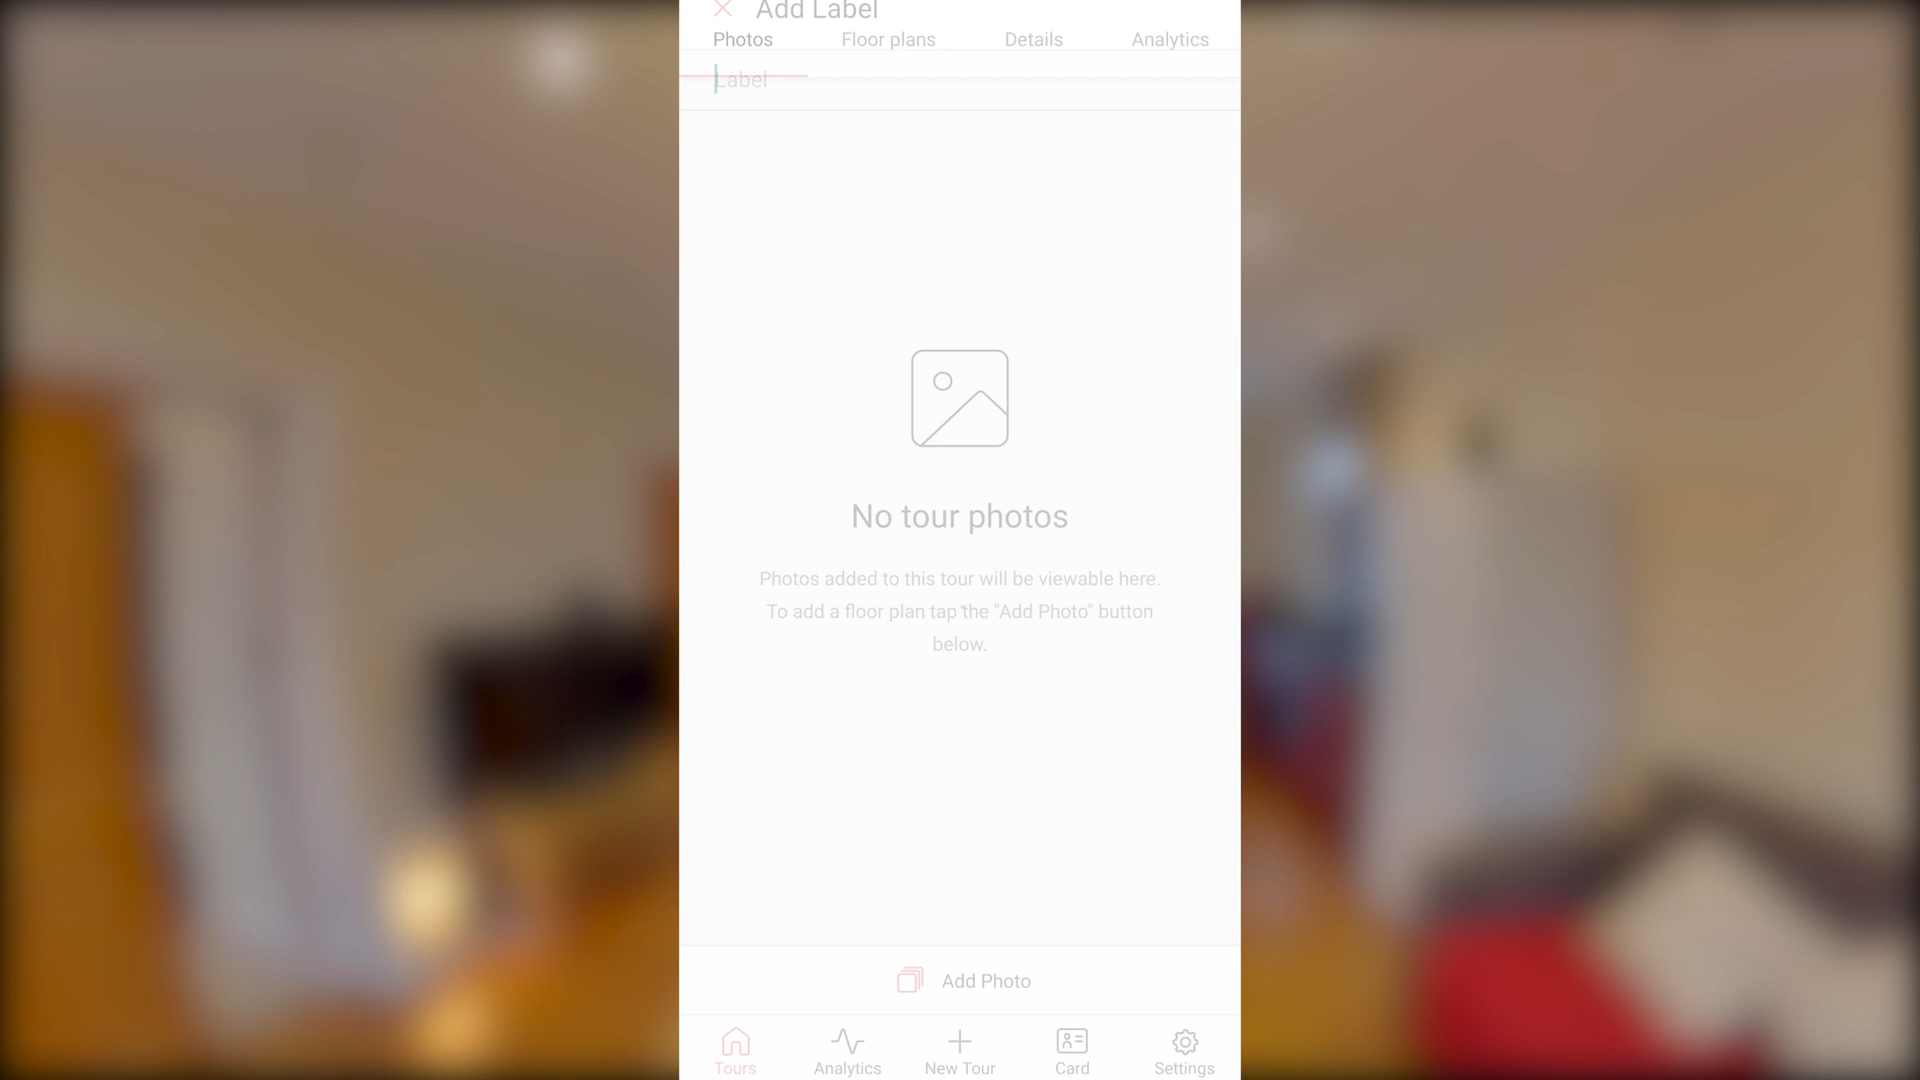 Add Label
Photos Floor plans Details Analytics
Label
No tour photos
Photos added to this tour will be viewable here.
To add a floor plan tap the "Add Photo" button
below.
Add Photo
Tours Analytics New Tour Card Settings